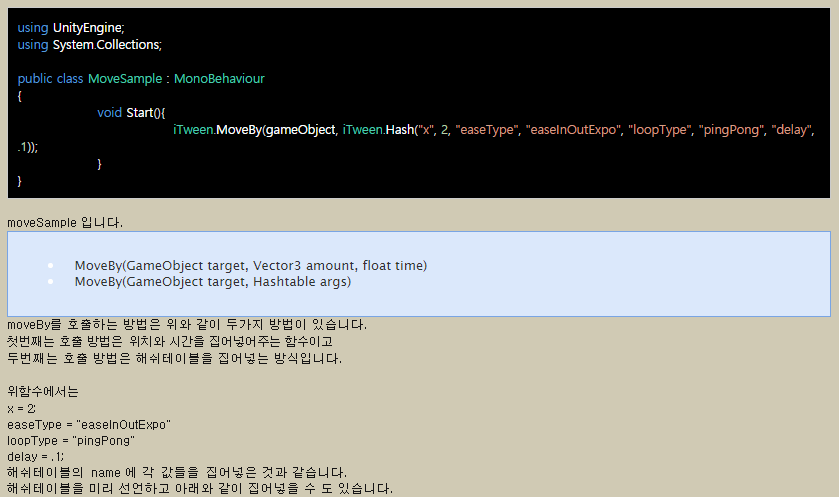 using UnityEngine;
using System.Collections;
public class MoveSample : MonoBehaviour
{
void Start(){
iTween.MoveBy(gameObject, iTween.Hash("x", 2, "easeType", "easeInOutExpo", "loopType", "pingPong", "delay",
.1));
}
}
moveSample 입니다.
MoveBy(GameObject target, Vector3 amount, float time)
MoveBy(GameObject target, Hashtable args)
moveBy를 호출하는 방법은 위와 같이 두가지 방법이 있습니다.
첫번째는 호출 방법은 위치와 시간을 집어넣어주는 함수이고
두번째는 호출 방법은 해쉬테이블을 집어넣는 방식입니다.
위함수에서는
x = 2;
easeType = "easeInOutExpo"
loopType = "pingPong"
delay = .1;
해쉬테이블의 name 에 각 값들을 집어넣은 것과 같습니다.
해쉬테이블을 미리 선언하고 아래와 같이 집어넣을 수 도 있습니다.